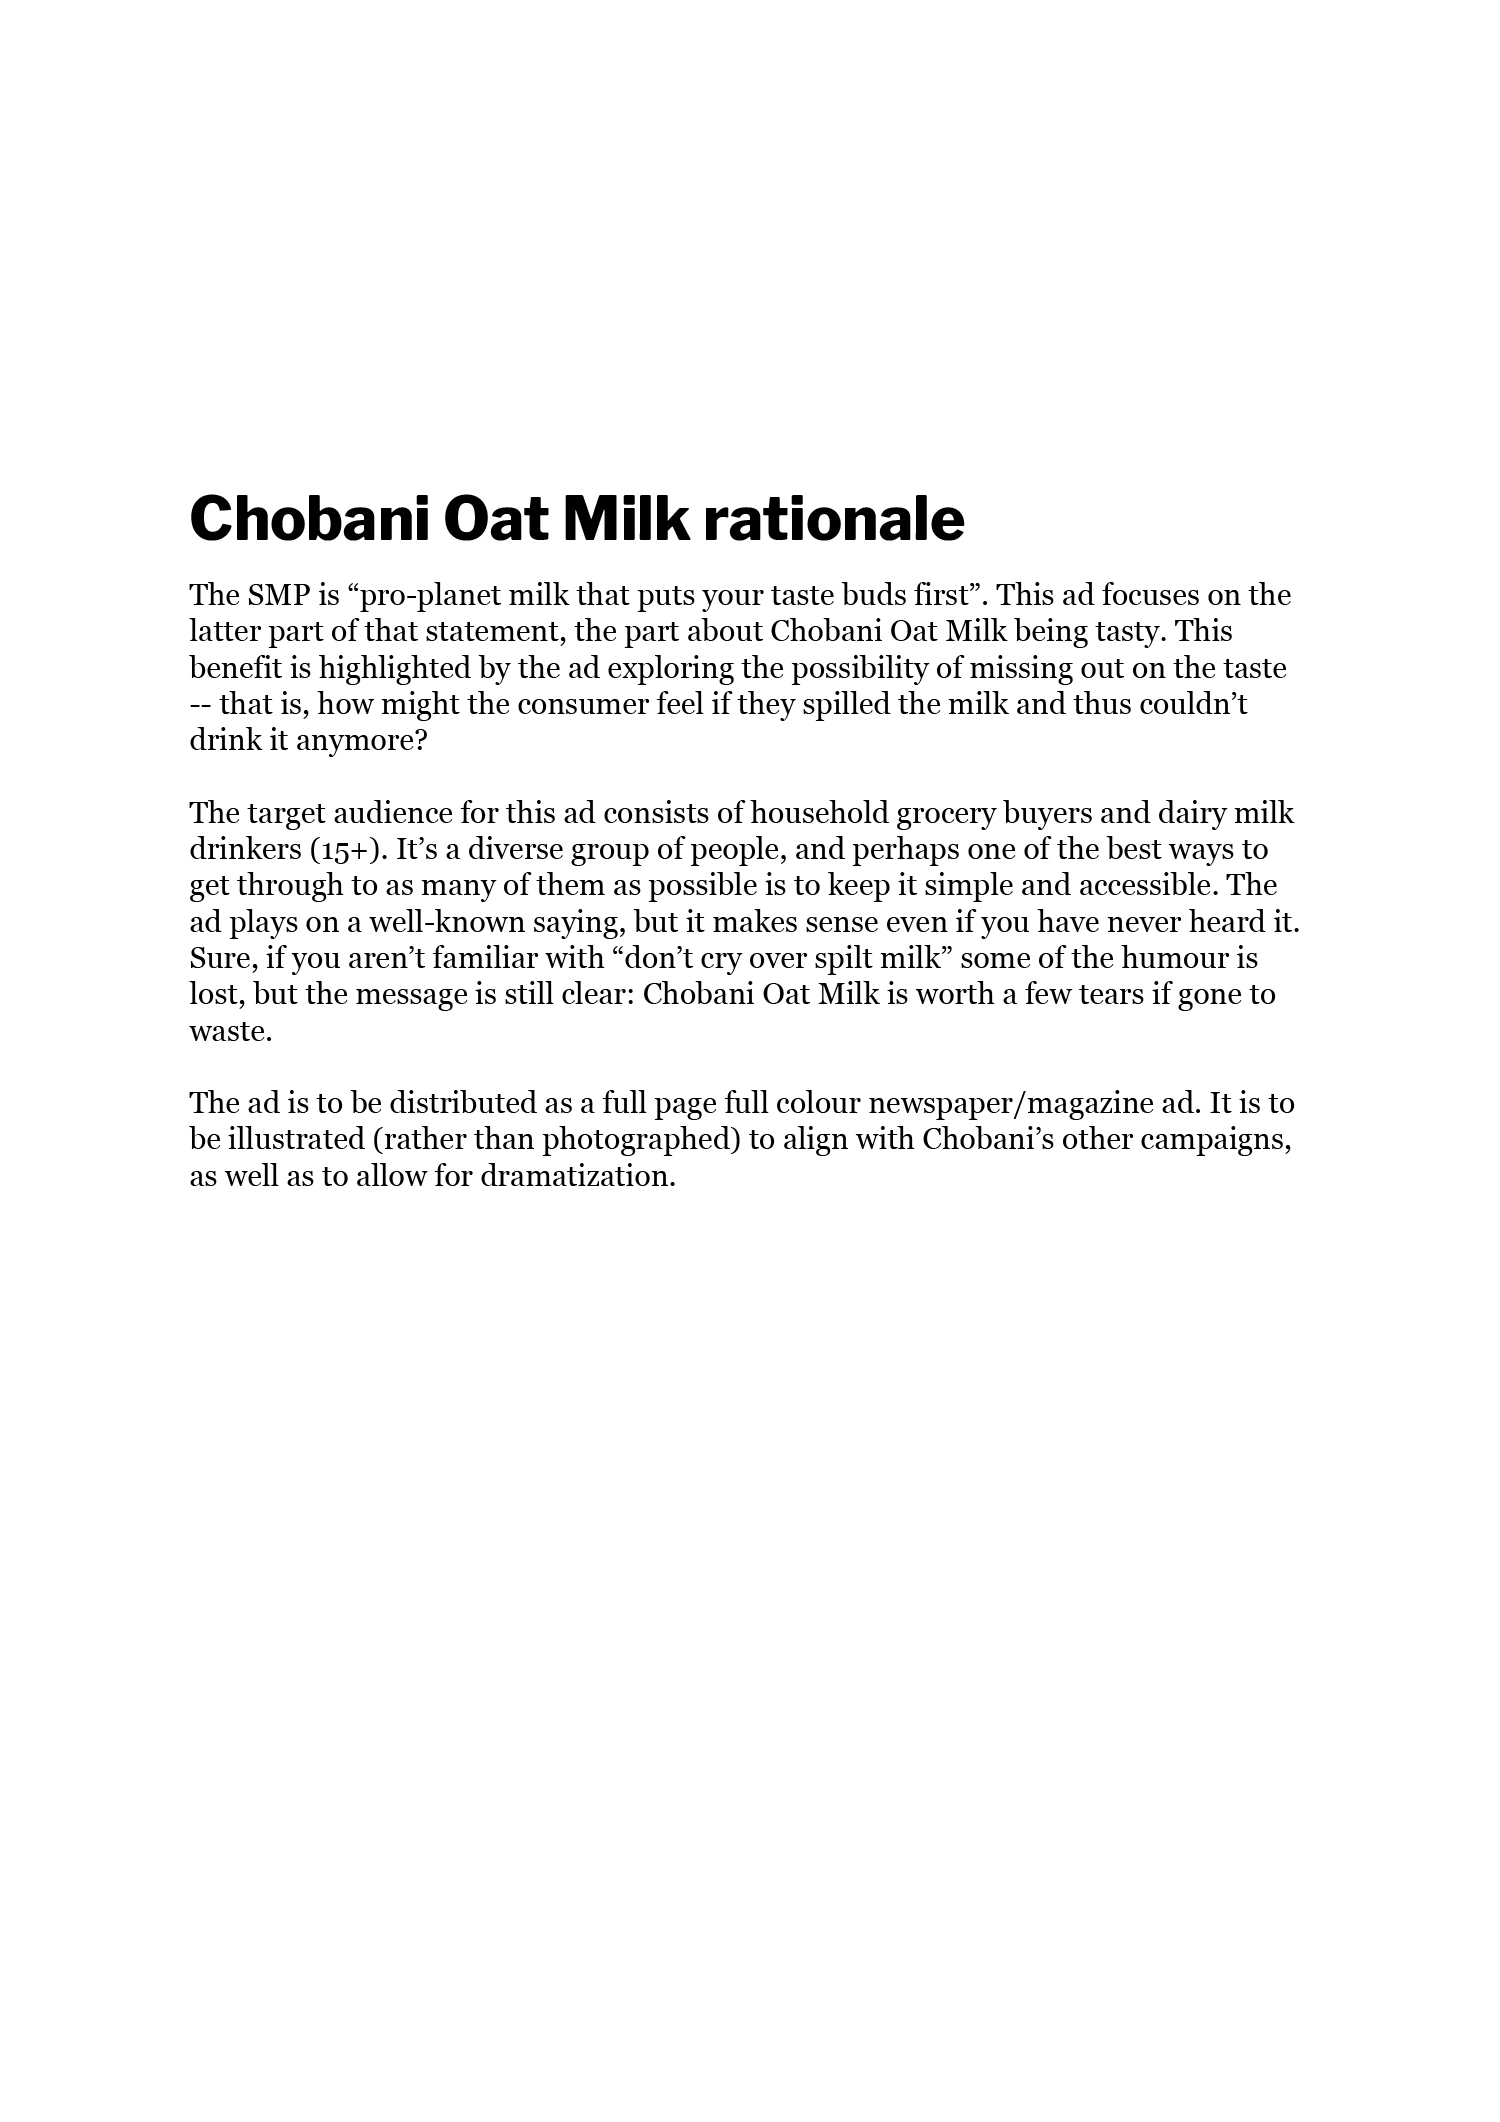 Chobani Oat Milk rationale
The SMP is “pro-planet milk that puts your taste buds first”. This ad focuses on the
latter part of that statement, the part about Chobani Oat Milk being tasty. This
benefit is highlighted by the ad exploring the possibility of missing out on the taste
-- that is, how might the consumer feel if they spilled the milk and thus couldn’t
drink it anymore?
The target audience for this ad consists of household grocery buyers and dairy milk
drinkers (15+). It’s a diverse group of people, and perhaps one of the best ways to
get through to as many of them as possible is to keep it simple and accessible. The
ad plays on a well-known saying, but it makes sense even if you have never heard it.
Sure, if you aren’t familiar with “don’t cry over spilt milk” some of the humour is
lost, but the message is still clear: Chobani Oat Milk is worth a few tears if gone to
waste.
The ad is to be distributed as a full page full colour newspaper/magazine ad. It is to
be illustrated (rather than photographed) to align with Chobani’s other campaigns,
as well as to allow for dramatization.